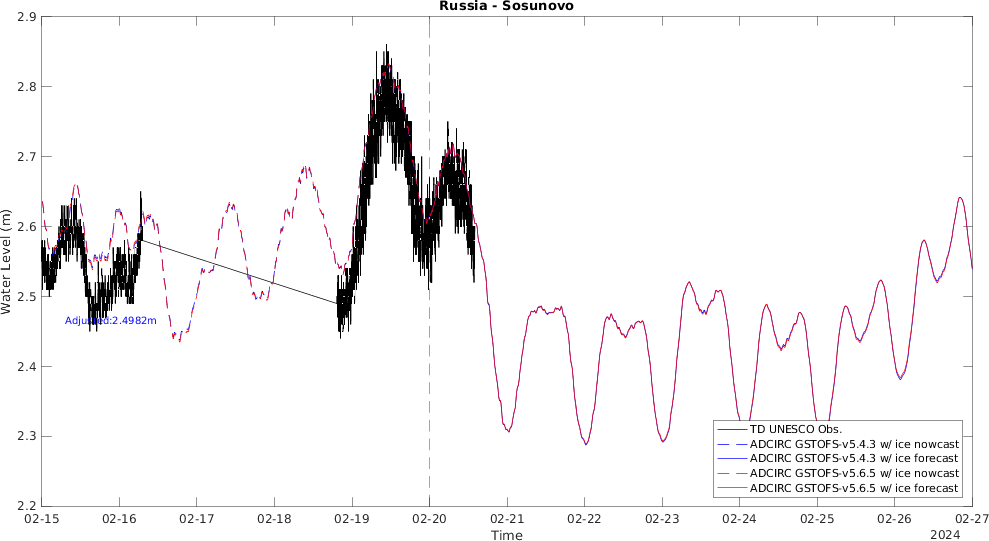 Russia - Sosunovo
2.9
2.8
2.7
2.6
2.5
2.4
2.3
2.2
Water Level (m)
Adjusted:2.4982m
TD UNESCO Obs.
ADCIRC GSTOFS-v5.4.3 w/ ice nowcast
ADCIRC GSTOFS-v5.4.3 w/ ice forecast
ADCIRC GSTOFS-v5.6.5 w/ ice nowcast
ADCIRC GSTOFS-v5.6.5 w/ ice forecast
02-15 02-16 02-17 02-18 02-19 02-20 02-21 02-22 02-23 02-24 02-25 02-26 02-27
Time
2024